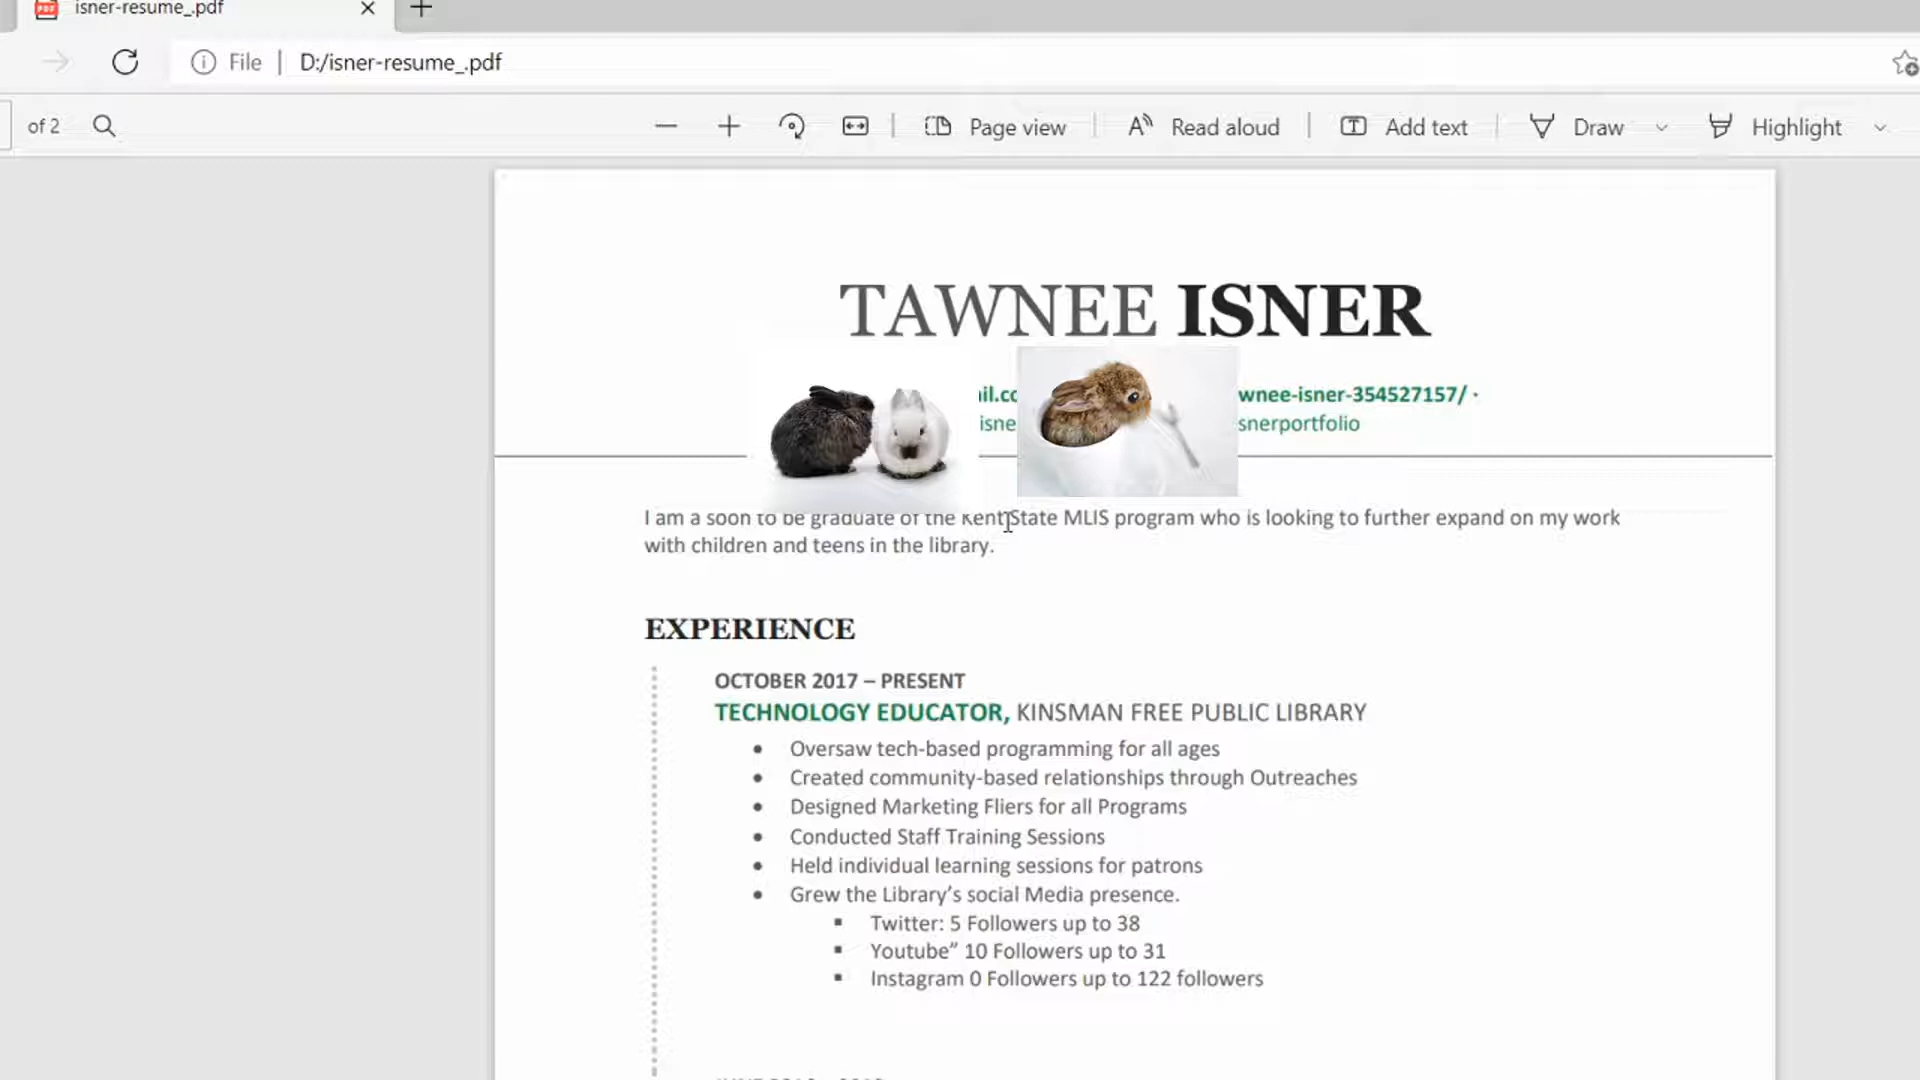 isner-resume_.pdf
File | D:/isner-resume_.pdf
of 2
Page view
Read aloud
Add text
Draw
Highlight
TAWNEE ISNER
wnee-isner-354527157/ ·
isne
snerportfolio
I am a soon to be graduate of the Kent State MLIS program who is looking to further expand on my work
with children and teens in the library.
EXPERIENCE
OCTOBER 2017 – PRESENT
TECHNOLOGY EDUCATOR, KINSMAN FREE PUBLIC LIBRARY
• Oversaw tech-based programming for all ages
• Created community-based relationships through Outreaches
• Designed Marketing Fliers for all Programs
• Conducted Staff Training Sessions
• Held individual learning sessions for patrons
• Grew the Library’s social Media presence.
▪ Twitter: 5 Followers up to 38
▪ Youtube” 10 Followers up to 31
▪ Instagram 0 Followers up to 122 followers